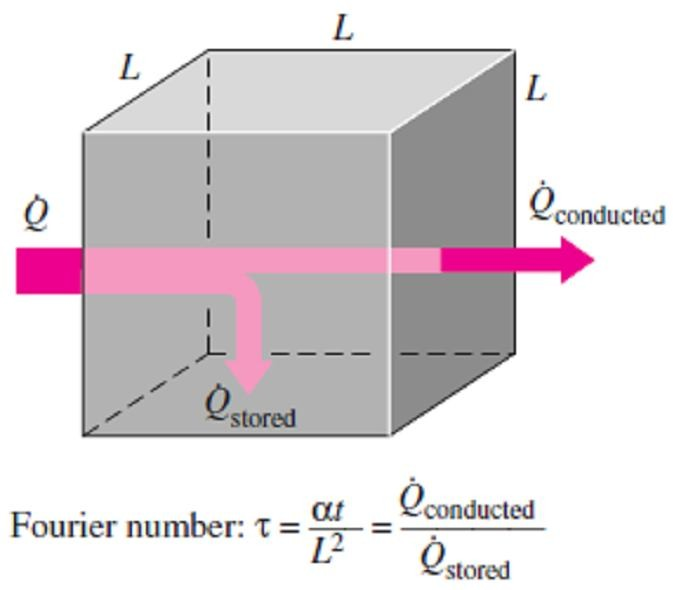 L
L
L
Q̇
Q̇conducted
Q̇stored
Fourier number: τ = αt/L² = Q̇conducted/Q̇stored